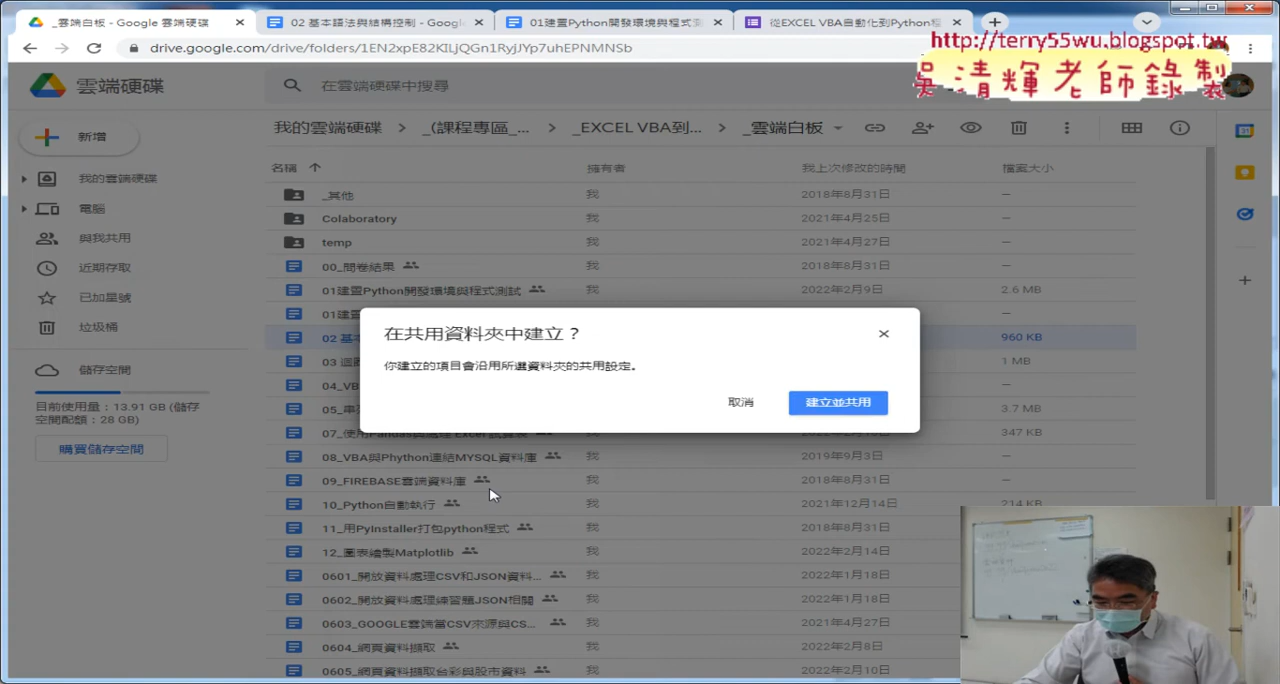 _雲端白板 - Google 雲端硬碟
02 基本語法與結構控制 - Googl
01建置Python開發環境與程式測
從EXCEL VBA自動化到Python程
drive.google.com/drive/folders/1EN2xpE82KILJQGn1RyjJYp7uhEPNMNSb
http://terry55wu.blogspot.tw
吳清輝老師錄製
雲端硬碟
在雲端硬碟中搜尋
新增
我的雲端硬碟 > _(課程專區_... > _EXCEL VBA到... > _雲端白板
名稱 擁有者 我上次修改的時間 檔案大小
我的雲端硬碟
電腦
與我共用
近期存取
已加星號
垃圾桶
儲存空間
目前使用量：13.91 GB (儲存
空間配額：28 GB)
購買儲存空間
_其他 我 2018年8月31日 —
Colaboratory 我 2021年4月25日 —
temp 我 2021年4月27日 —
00_問卷結果 我 2018年8月31日 —
01建置Python開發環境與程式測試 我 2022年2月9日 2.6 MB
01建置
02 基本 960 KB
03 迴 1 MB
04_VB —
05_串 3.7 MB
在共用資料夾中建立？
你建立的項目會沿用所選資料夾的共用設定。
取消
建立並共用
07_使用Pandas與處理 Excel 試算表 347 KB
08_VBA與Phython連結MYSQL資料庫 我 2019年9月3日 —
09_FIREBASE雲端資料庫 我 2018年8月31日 —
10_Python自動執行 我 2021年12月14日 214 KB
11_用PyInstaller打包python程式 我 2018年8月31日
12_圖表繪製Matplotlib 我 2022年2月14日
0601_開放資料處理CSV和JSON資料... 我 2022年1月18日
0602_開放資料處理練習題JSON相關 我 2022年1月18日
0603_GOOGLE雲端當CSV來源與CS... 我 2021年4月27日
0604_網頁資料擷取 我 2022年2月8日
0605_網頁資料擷取台彩與股市資料 我 2022年2月10日